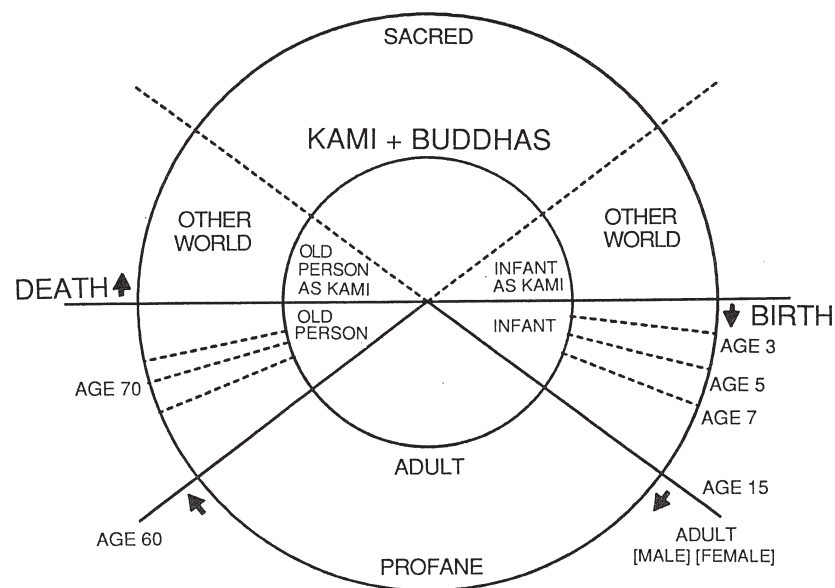 SACRED
KAMI + BUDDHAS
OTHER
WORLD
OTHER
WORLD
OLD
PERSON
AS KAMI
INFANT
AS KAMI
DEATH
BIRTH
OLD
PERSON
INFANT
AGE 3
AGE 70
AGE 5
AGE 7
ADULT
AGE 15
AGE 60
ADULT
[MALE] [FEMALE]
PROFANE